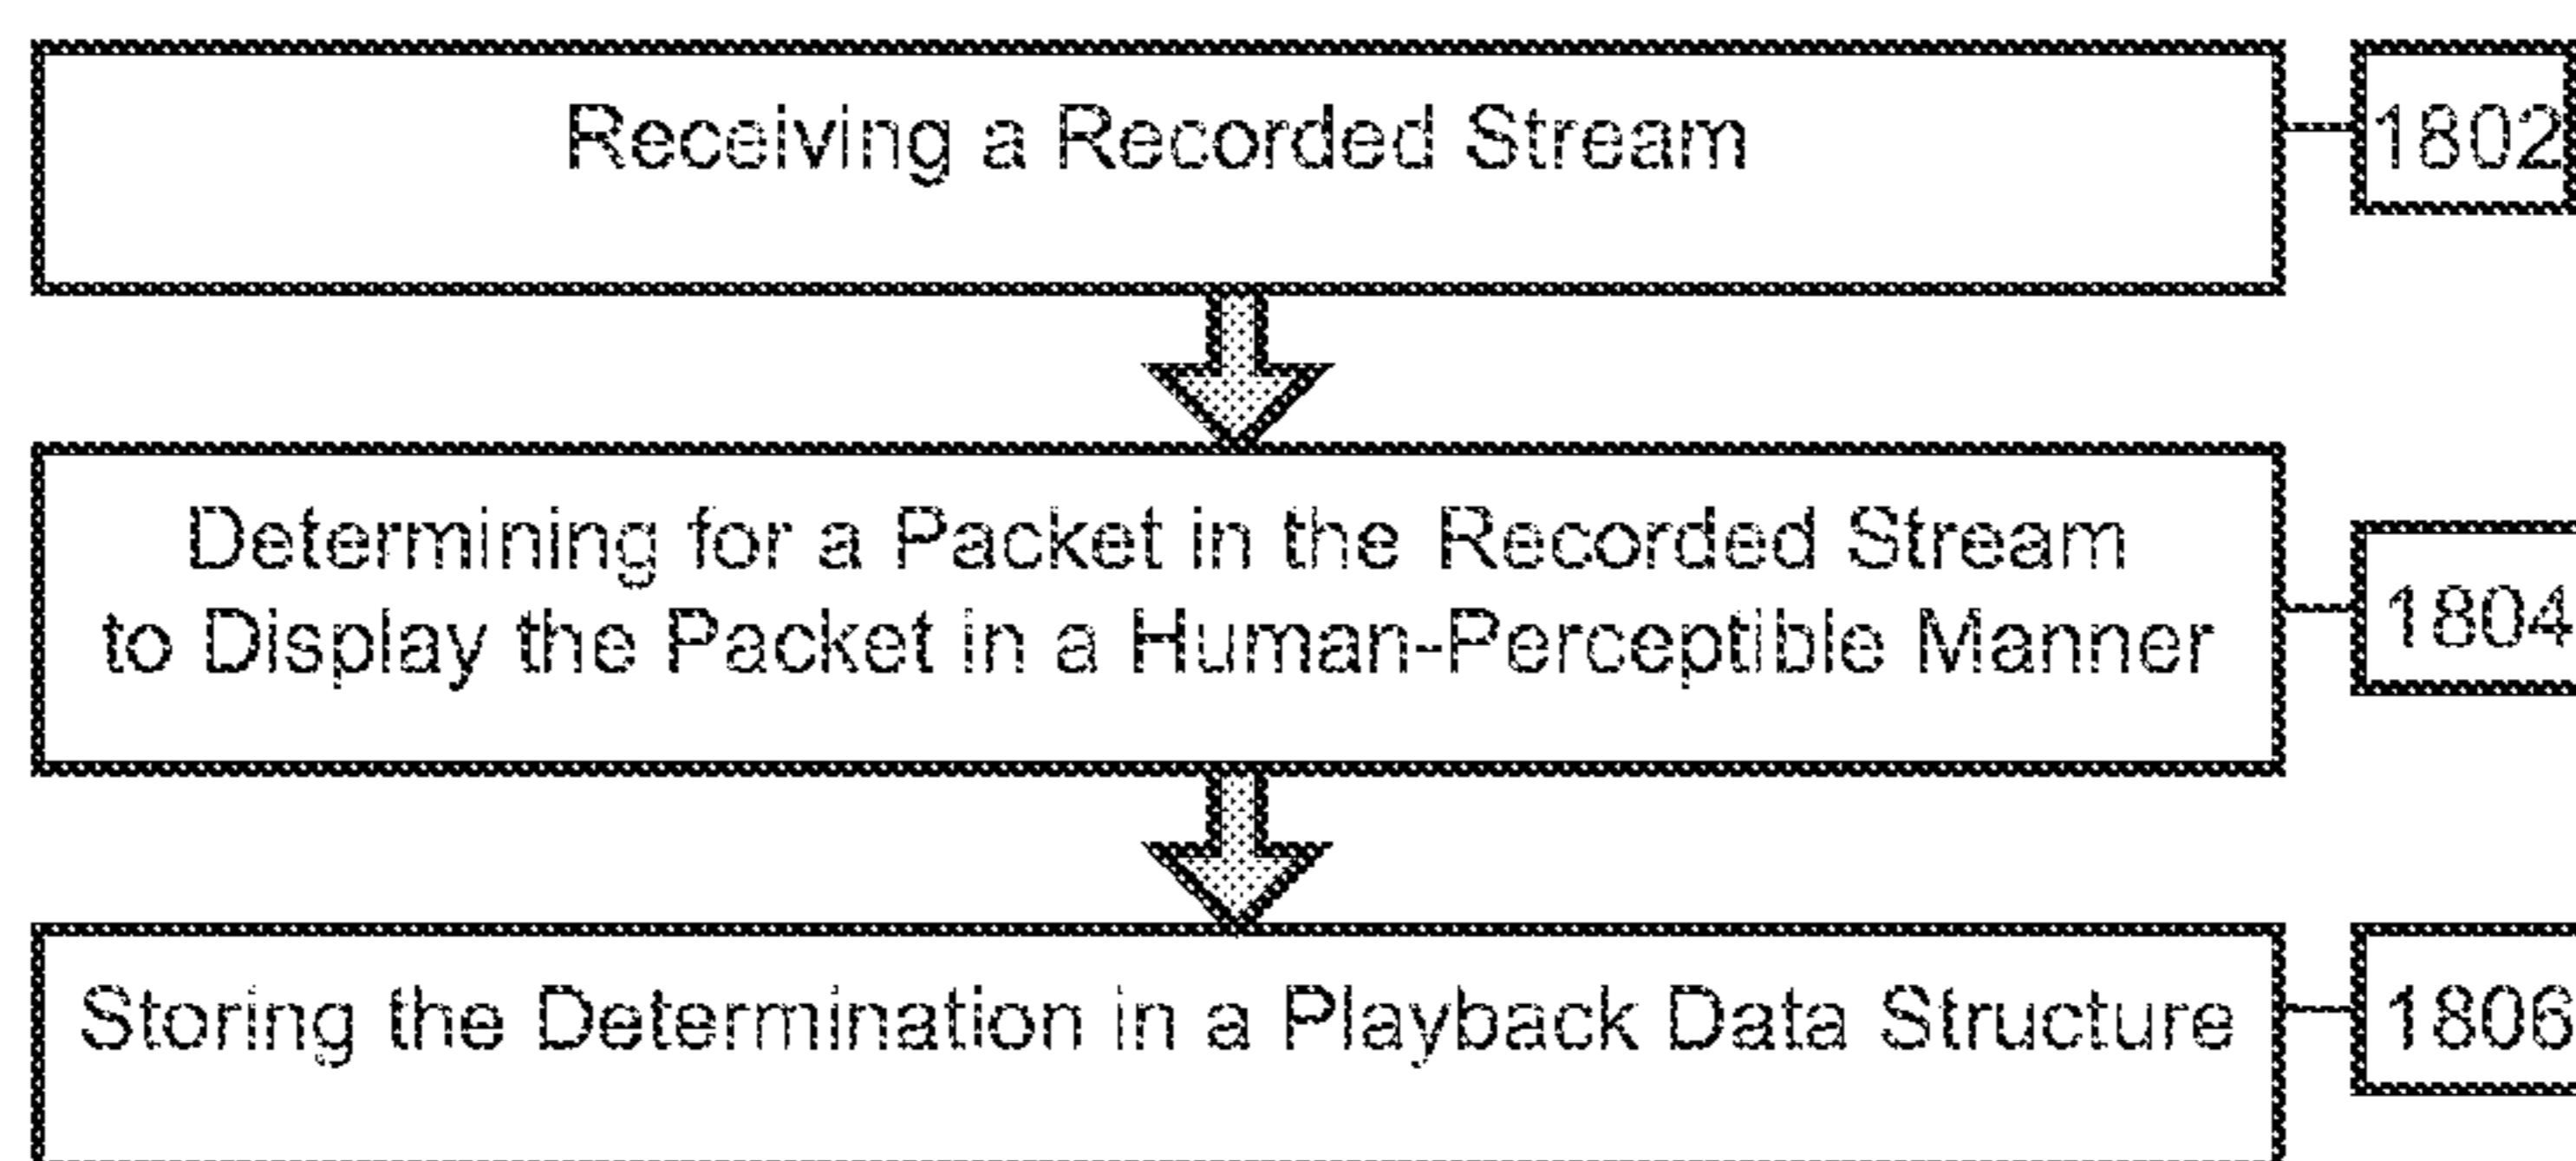 Receiving a Recorded Stream
1802
Determining for a Packet in the Recorded Stream
to Display the Packet in a Human-Perceptible Manner
1804
Storing the Determination in a Playback Data Structure
1806